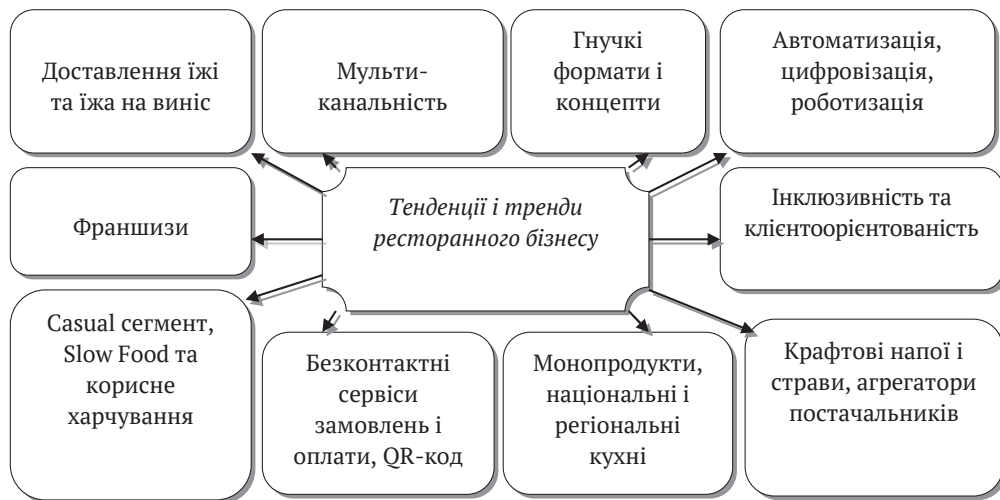 Доставлення їжі
та їжа на виніс
Мульти-
канальність
Гнучкі
формати і
концепти
Автоматизація,
цифровізація,
роботизація
Франшизи
Тенденції і тренди
ресторанного бізнесу
Інклюзивність та
клієнтоорієнтованість
Casual сегмент,
Slow Food та
корисне
харчування
Безконтактні
сервіси
замовлень і
оплати, QR-код
Монопродукти,
національні і
регіональні
кухні
Крафтові напої і
страви, агрегатори
постачальників